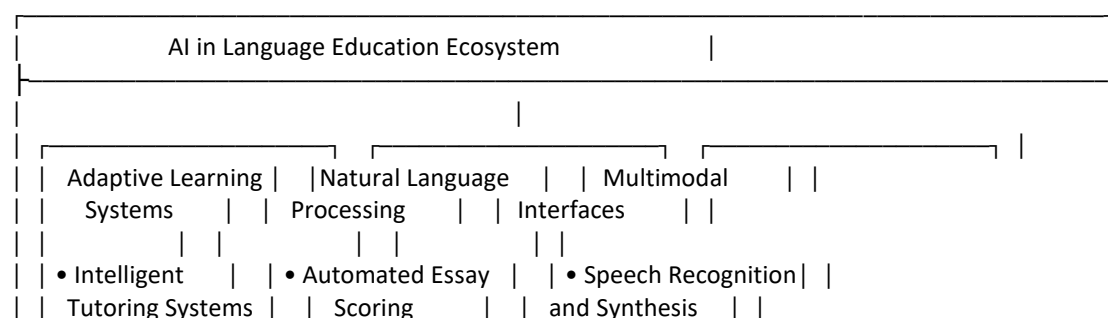 AI in Language Education Ecosystem
Adaptive Learning | |Natural Language | | Multimodal
Systems | | Processing | | Interfaces
• Intelligent | | • Automated Essay | | • Speech Recognition
Tutoring Systems | | Scoring | | and Synthesis